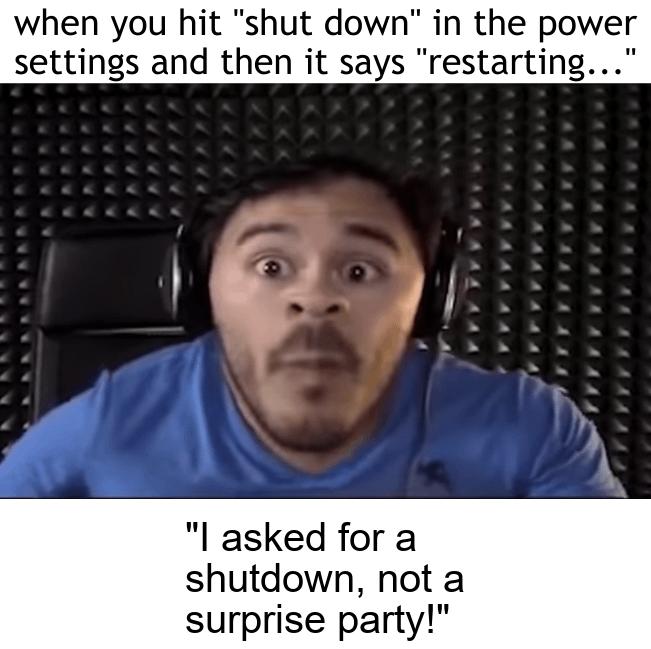 when you hit "shut down" in the power
settings and then it says "restarting..."
"I asked for a
shutdown, not a
surprise party!"